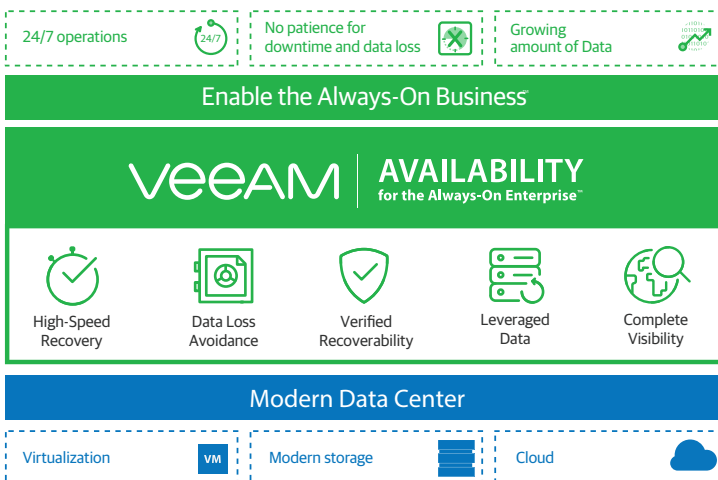 24/7 operations
24/7
No patience for
downtime and data loss
Growing
amount of Data
Enable the Always-On Business℠
veeAM
AVAILABILITY
for the Always-On Enterprise™
High-Speed
Recovery
Data Loss
Avoidance
Verified
Recoverability
Leveraged
Data
Complete
Visibility
Modern Data Center
Virtualization
VM
Modern storage
Cloud